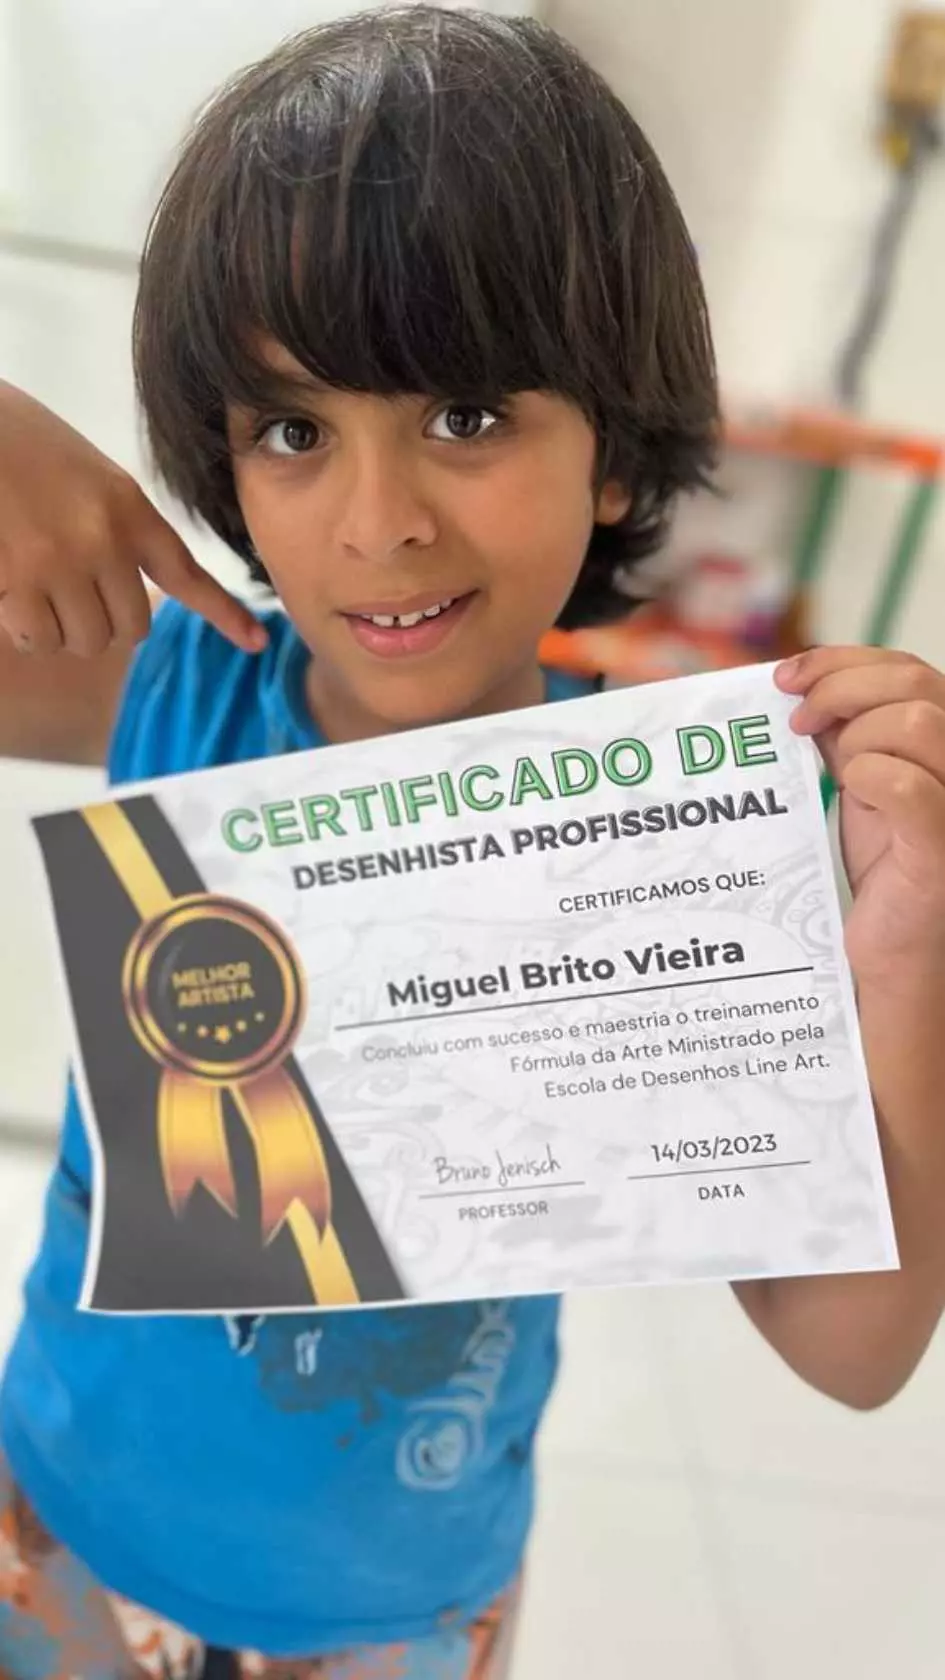 CERTIFICADO DE
DESENHISTA PROFISSIONAL
CERTIFICAMOS QUE:
MELHOR
ARTISTA
Miguel Brito Vieira
Concluiu com sucesso e maestria o treinamento
Fórmula da Arte Ministrado pela
Escola de Desenhos Line Art.
Bruno Jenisch
14/03/2023
PROFESSOR
DATA